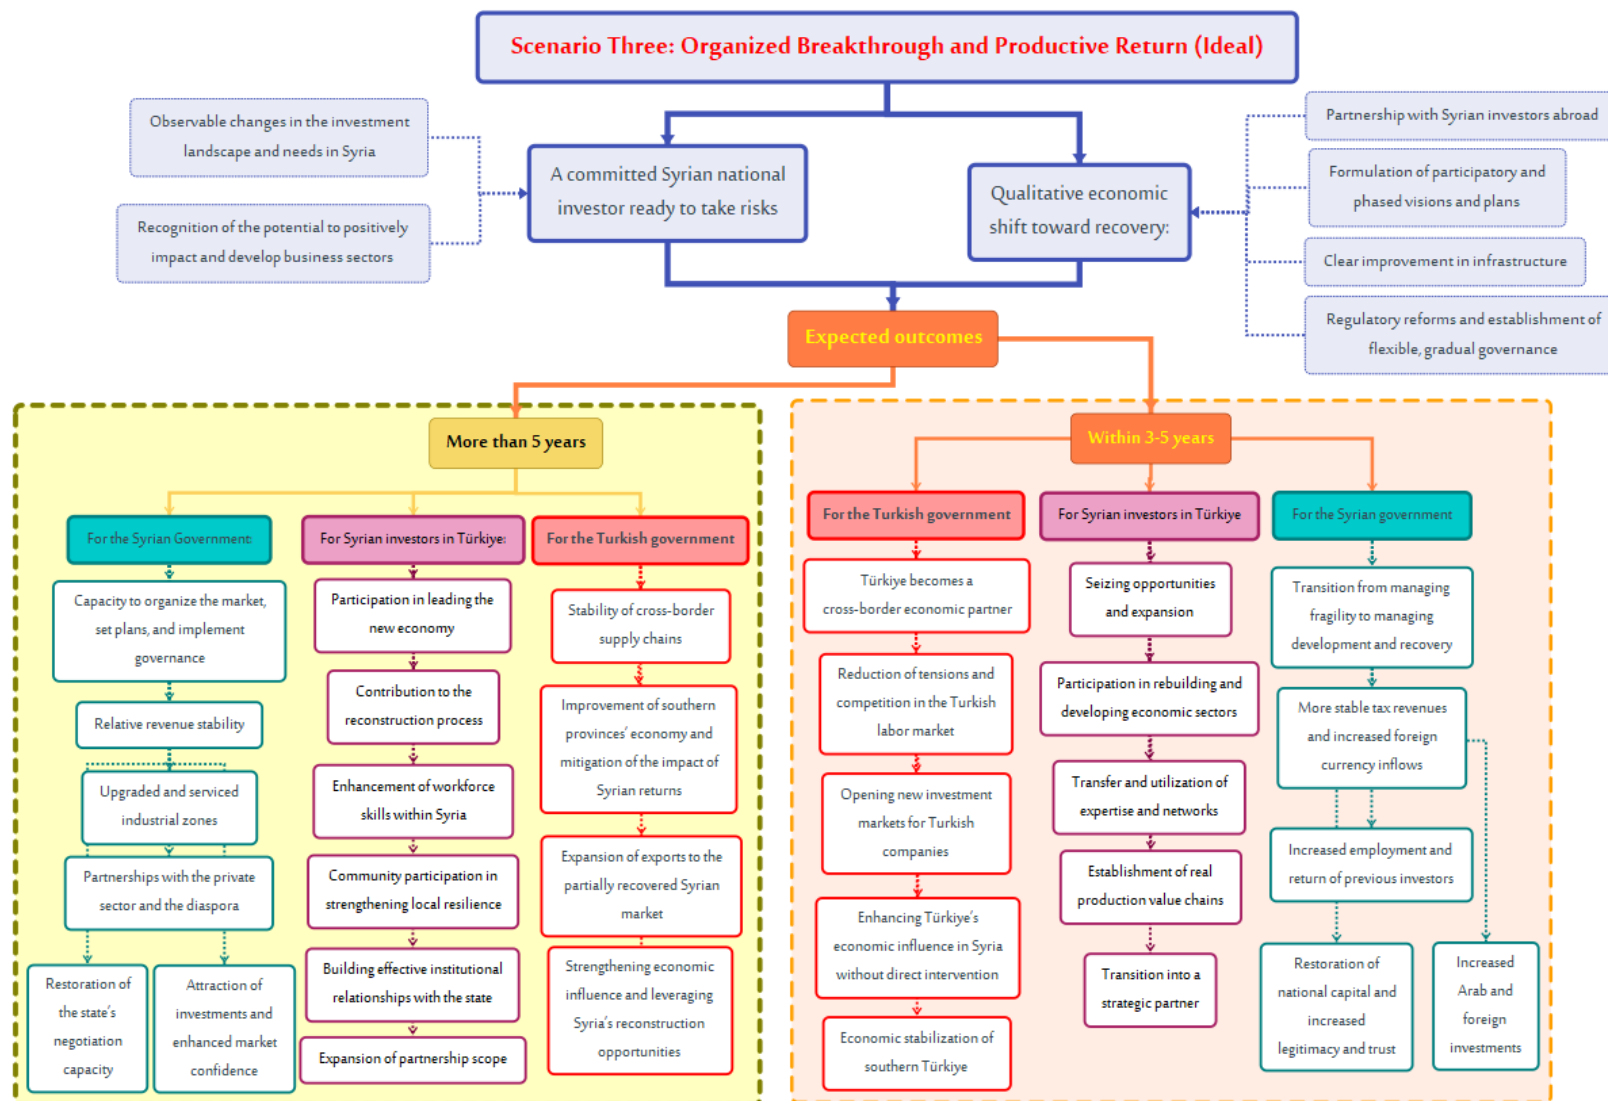 Scenario Three: Organized Breakthrough and Productive Return (Ideal)
Observable changes in the investment
landscape and needs in Syria
Recognition of the potential to positively
impact and develop business sectors
A committed Syrian national
investor ready to take risks
Qualitative economic
shift toward recovery:
Partnership with Syrian investors abroad
Formulation of participatory and
phased visions and plans
Clear improvement in infrastructure
Regulatory reforms and establishment of
flexible, gradual governance
Expected outcomes
More than 5 years
For the Syrian Government:
Capacity to organize the market,
set plans, and implement
governance
Relative revenue stability
Upgraded and serviced
industrial zones
Partnerships with the private
sector and the diaspora
Restoration of
the state's
negotiation
capacity
Attraction of
investments and
enhanced market
confidence
For Syrian investors in Türkiye:
Participation in leading the
new economy
Contribution to the
reconstruction process
Enhancement of workforce
skills within Syria
Community participation in
strengthening local resilience
Building effective institutional
relationships with the state
Expansion of partnership scope
For the Turkish government
Stability of cross-border
supply chains
Improvement of southern
provinces' economy and
mitigation of the impact of
Syrian returns
Expansion of exports to the
partially recovered Syrian
market
Strengthening economic
influence and leveraging
Syria's reconstruction
opportunities
Within 3-5 years
For the Turkish government
Türkiye becomes a
cross-border economic partner
Reduction of tensions and
competition in the Turkish
labor market
Opening new investment
markets for Turkish
companies
Enhancing Türkiye's
economic influence in Syria
without direct intervention
Economic stabilization of
southern Türkiye
For Syrian investors in Türkiye
Seizing opportunities
and expansion
Participation in rebuilding and
developing economic sectors
Transfer and utilization of
expertise and networks
Establishment of real
production value chains
Transition into a
strategic partner
For the Syrian government
Transition from managing
fragility to managing
development and recovery
More stable tax revenues
and increased foreign
currency inflows
Increased employment and
return of previous investors
Restoration of
national capital and
increased
legitimacy and trust
Increased
Arab and
foreign
investments